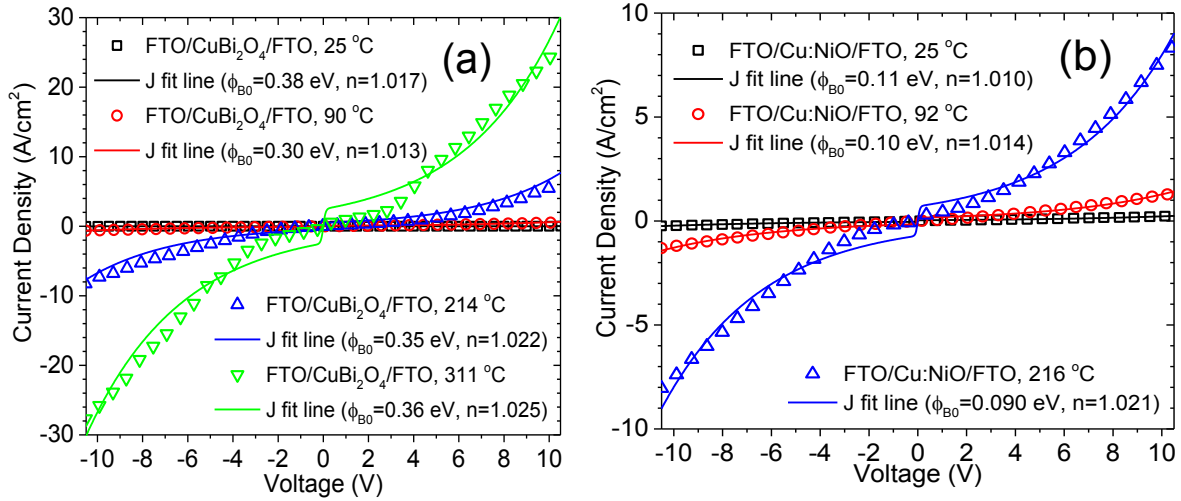 (a)
FTO/CuBi₂O₄/FTO, 25 °C
J fit line (ϕB0=0.38 eV, n=1.017)
FTO/CuBi₂O₄/FTO, 90 °C
J fit line (ϕB0=0.30 eV, n=1.013)
FTO/CuBi₂O₄/FTO, 214 °C
J fit line (ϕB0=0.35 eV, n=1.022)
FTO/CuBi₂O₄/FTO, 311 °C
J fit line (ϕB0=0.36 eV, n=1.025)
Current Density (A/cm²)
30
20
10
0
-10
-20
-30
-10 -8 -6 -4 -2 0 2 4 6 8 10
Voltage (V)
(b)
FTO/Cu:NiO/FTO, 25 °C
J fit line (ϕB0=0.11 eV, n=1.010)
FTO/Cu:NiO/FTO, 92 °C
J fit line (ϕB0=0.10 eV, n=1.014)
FTO/Cu:NiO/FTO, 216 °C
J fit line (ϕB0=0.090 eV, n=1.021)
Current Density (A/cm²)
10
5
0
-5
-10
-10 -8 -6 -4 -2 0 2 4 6 8 10
Voltage (V)